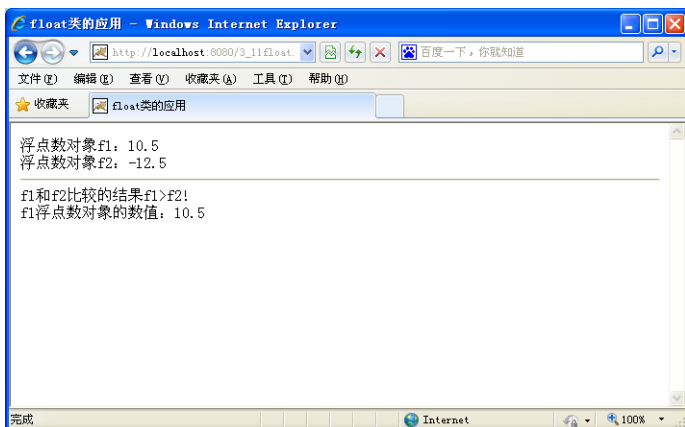 float类的应用 - Windows Internet Explorer
http://localhost:8080/3_11float.
百度一下，你就知道
文件(F) 编辑(E) 查看(V) 收藏夹(A) 工具(T) 帮助(H)
收藏夹 float类的应用
浮点数对象f1：10.5
浮点数对象f2：-12.5
f1和f2比较的结果f1>f2!
f1浮点数对象的数值：10.5
完成 Internet 100%